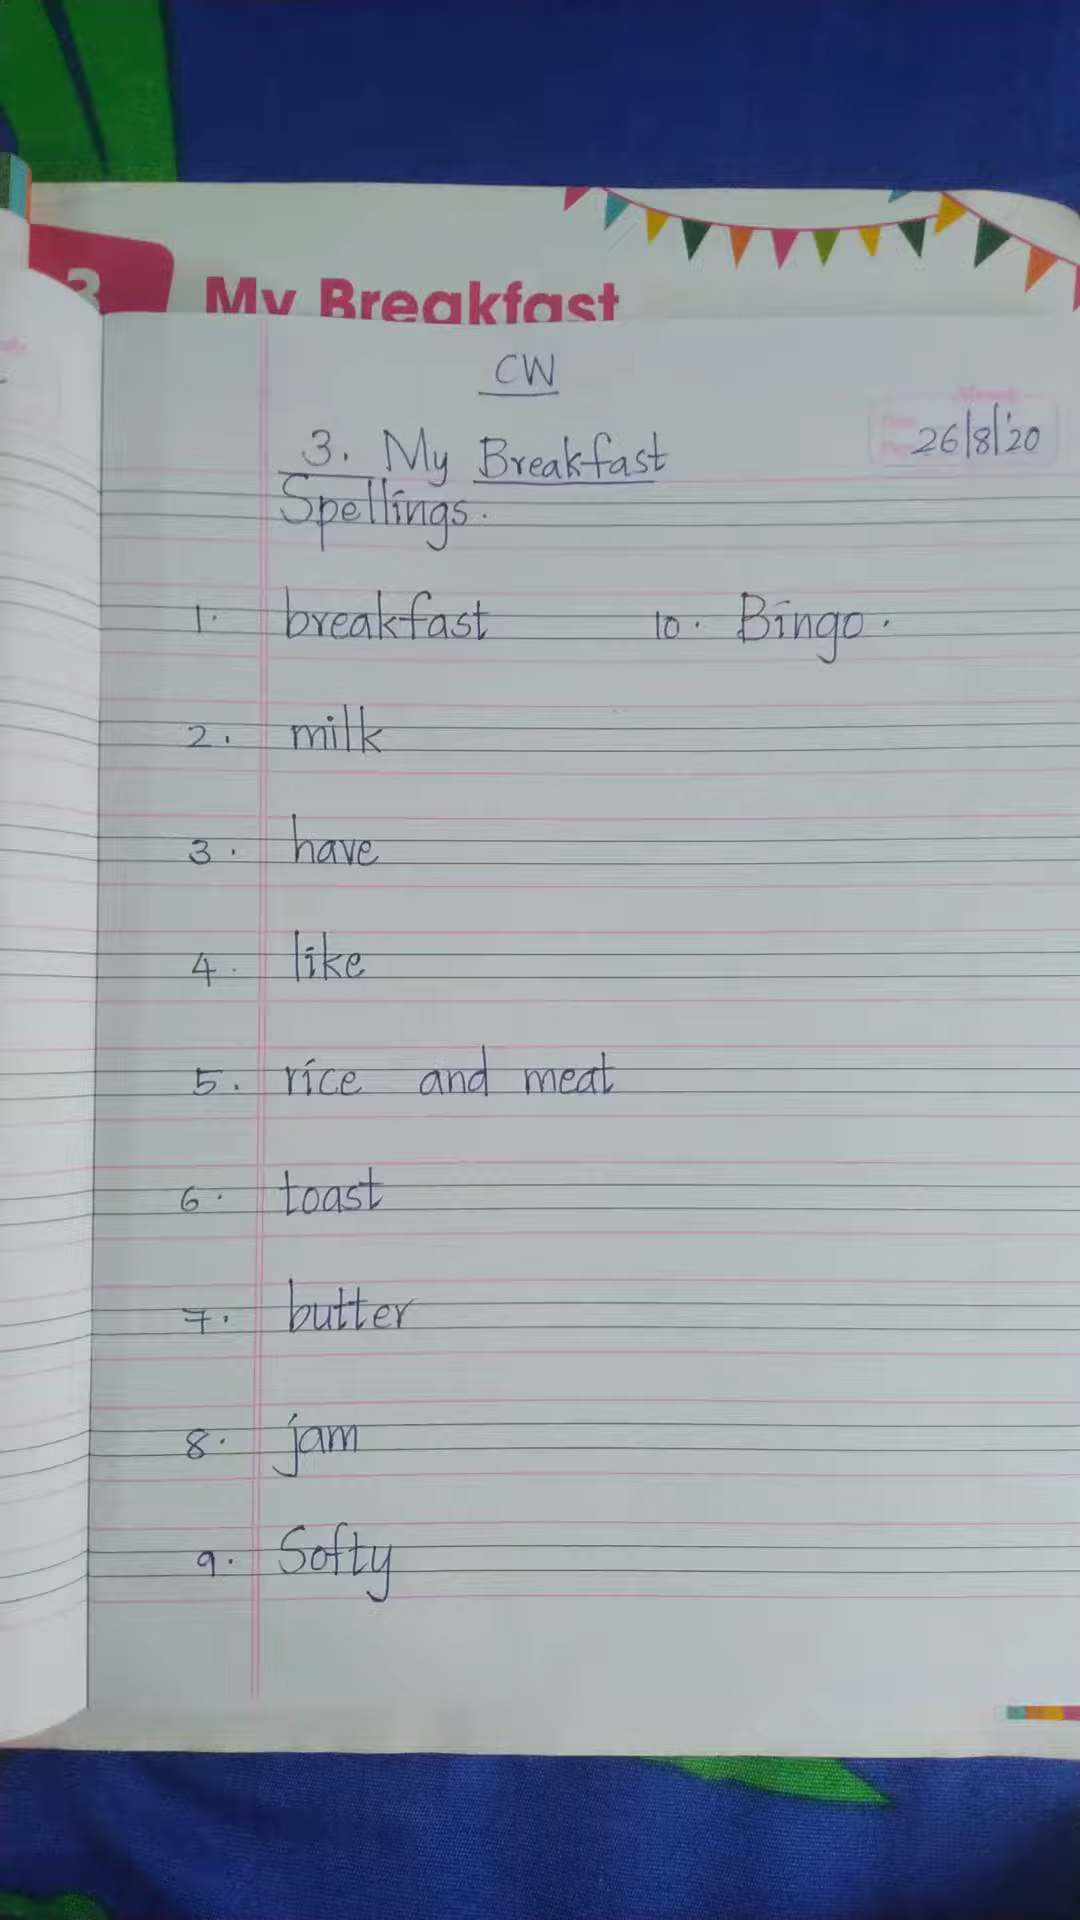 3 My Breakfast
CW
26/8/'20
3. My Breakfast
Spellings.
1. breakfast
10. Bingo.
2. milk
3. have
4. like
5. rice and meat
6. toast
7. butter
8. jam
9. Softy